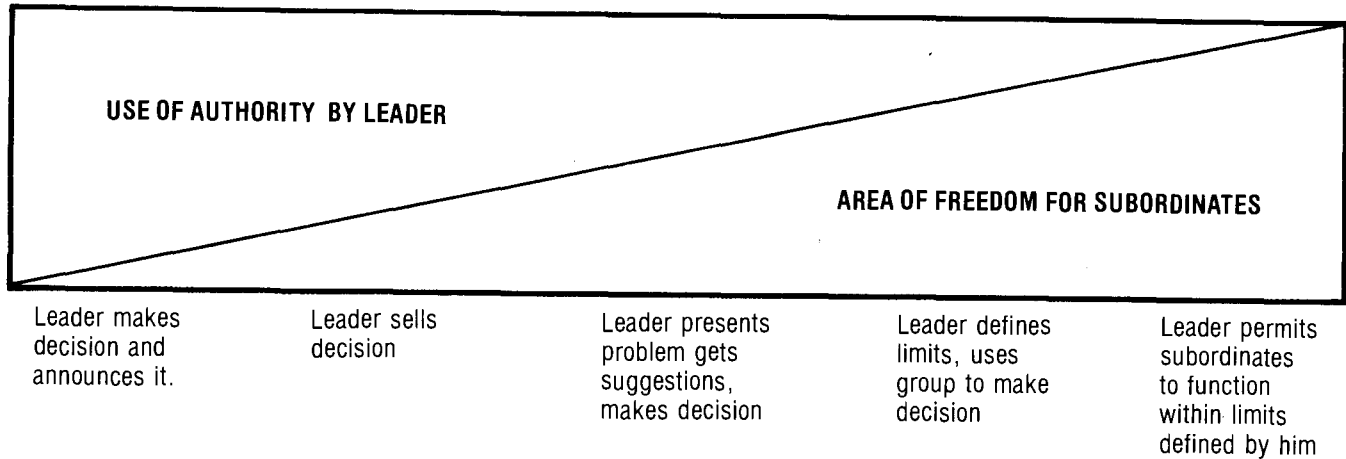 USE OF AUTHORITY BY LEADER
AREA OF FREEDOM FOR SUBORDINATES
Leader makes
decision and
announces it.
Leader sells
decision
Leader presents
problem gets
suggestions,
makes decision
Leader defines
limits, uses
group to make
decision
Leader permits
subordinates
to function
within limits
defined by him